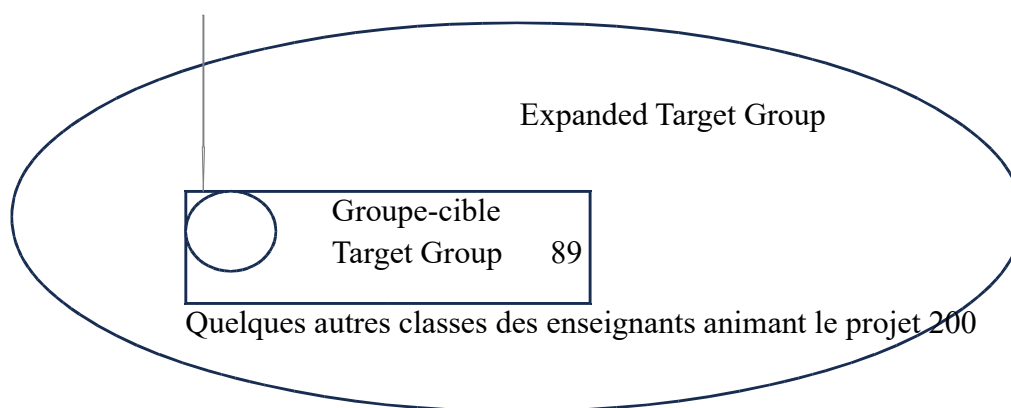 Expanded Target Group
Groupe-cible
Target Group 89
Quelques autres classes des enseignants animant le projet 200